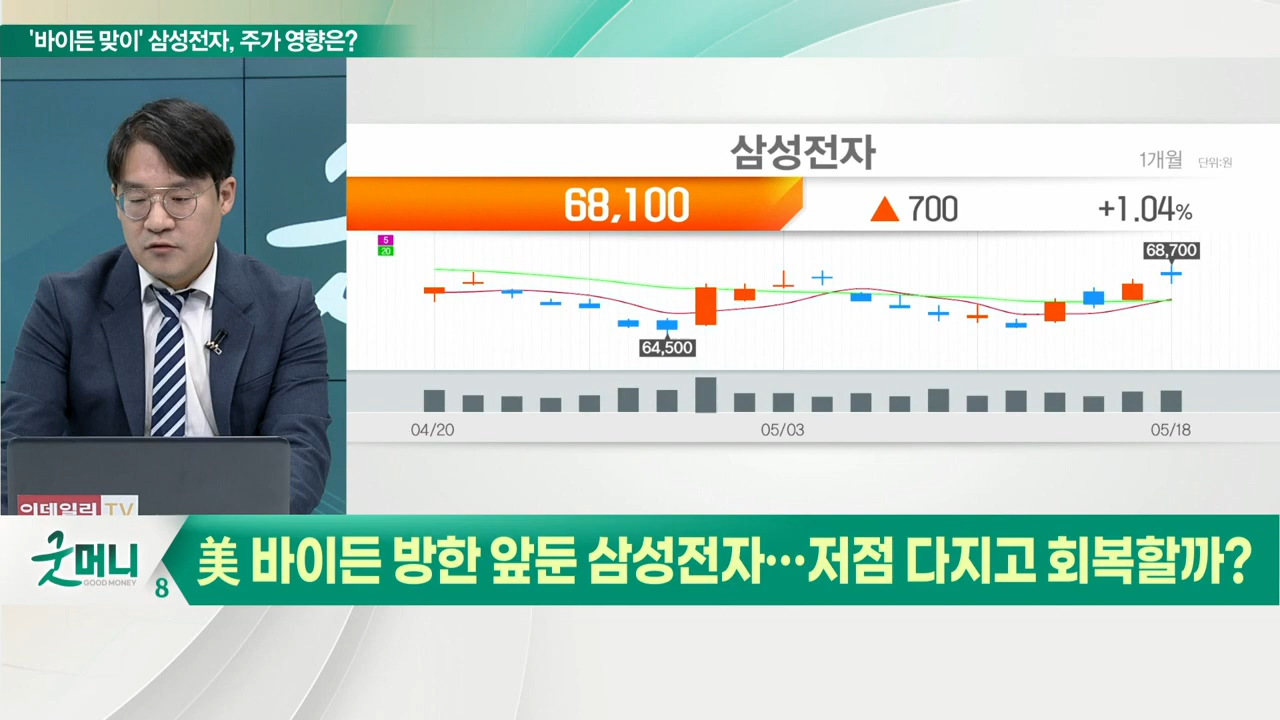 '바이든 맞이' 삼성전자, 주가 영향은?
삼성전자
1개월 단위:원
68,100 ▲ 700 +1.04%
5
20
68,700
64,500
04/20 05/03 05/18
이데일리 TV
굿머니
GOOD MONEY
8
美 바이든 방한 앞둔 삼성전자…저점 다지고 회복할까?